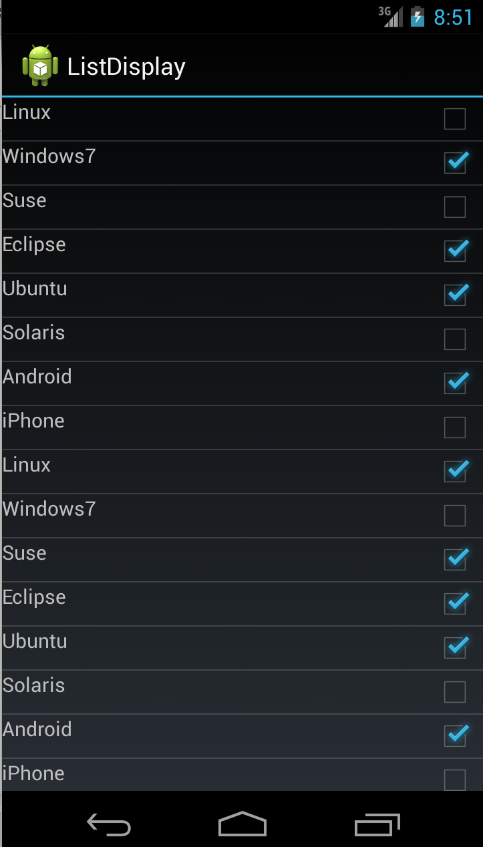 3G 8:51
ListDisplay
Linux
Windows7
Suse
Eclipse
Ubuntu
Solaris
Android
iPhone
Linux
Windows7
Suse
Eclipse
Ubuntu
Solaris
Android
iPhone